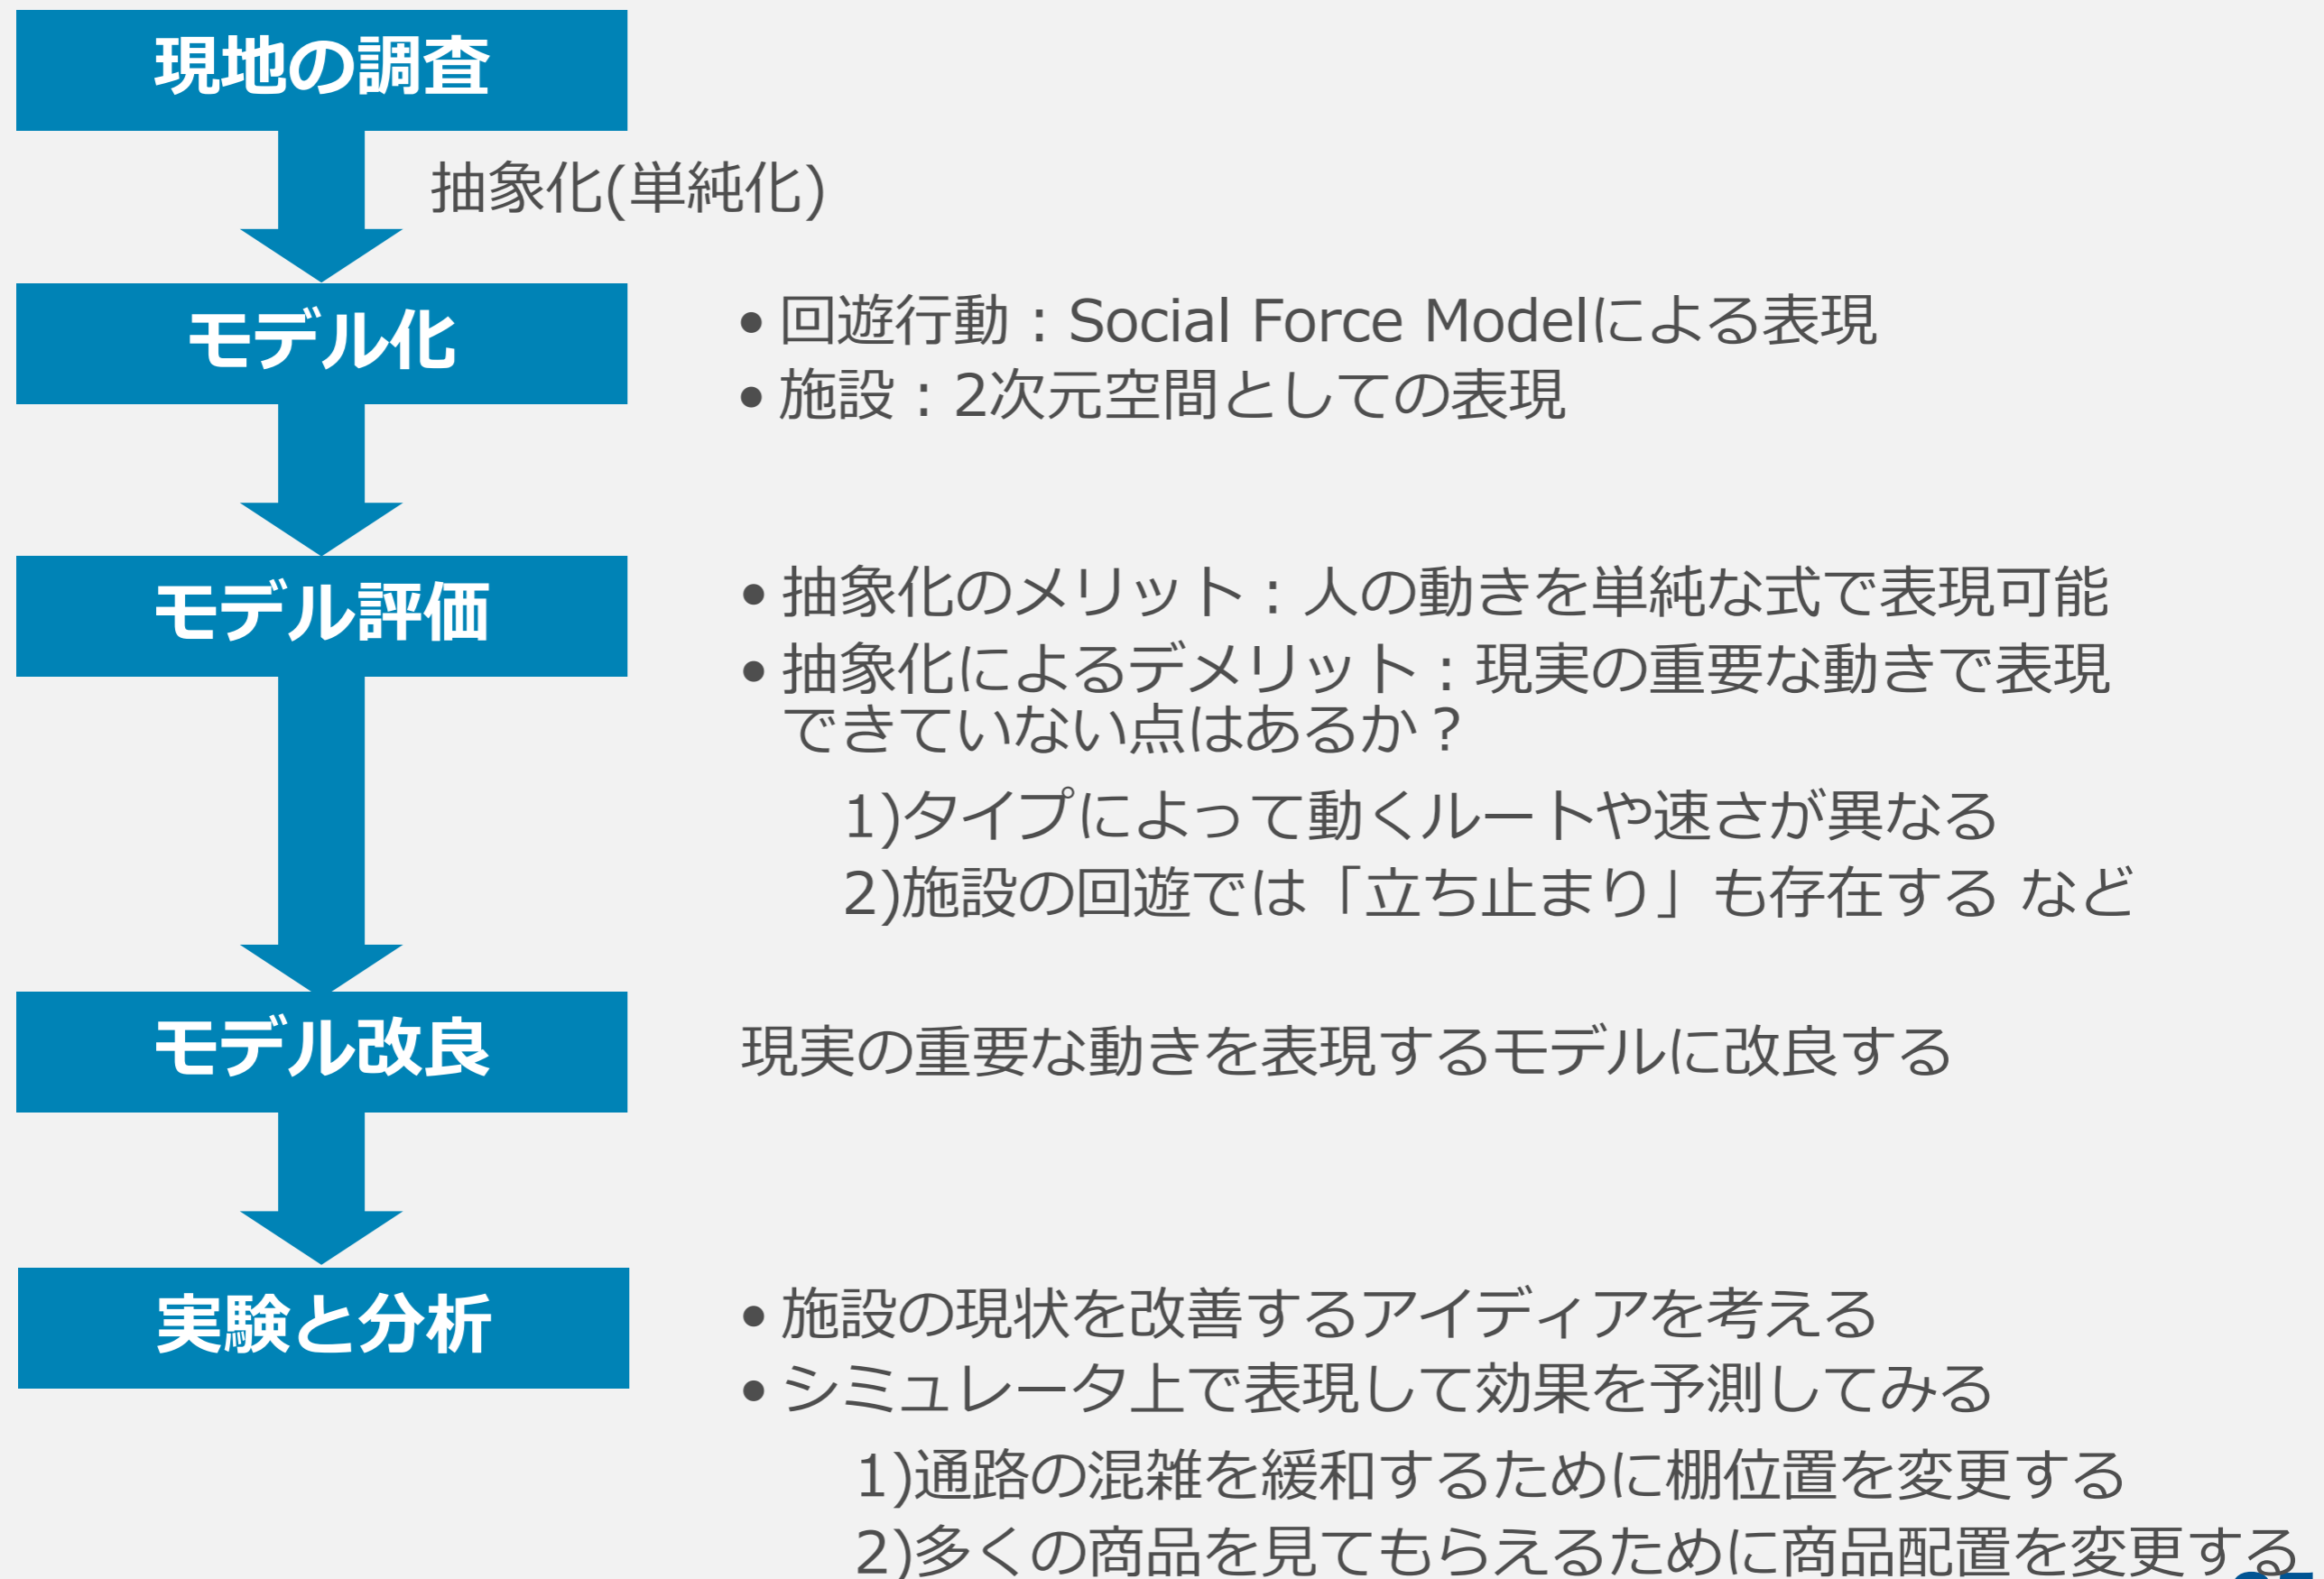 現地の調査
抽象化(単純化)
モデル化
• 回遊行動：Social Force Modelによる表現
• 施設：2次元空間としての表現
モデル評価
• 抽象化のメリット：人の動きを単純な式で表現可能
• 抽象化によるデメリット：現実の重要な動きで表現
できていない点はあるか？
1)タイプによって動くルートや速さが異なる
2)施設の回遊では「立ち止まり」も存在する など
モデル改良
現実の重要な動きを表現するモデルに改良する
実験と分析
• 施設の現状を改善するアイディアを考える
• シミュレータ上で表現して効果を予測してみる
1)通路の混雑を緩和するために棚位置を変更する
2)多くの商品を見てもらえるために商品配置を変更する